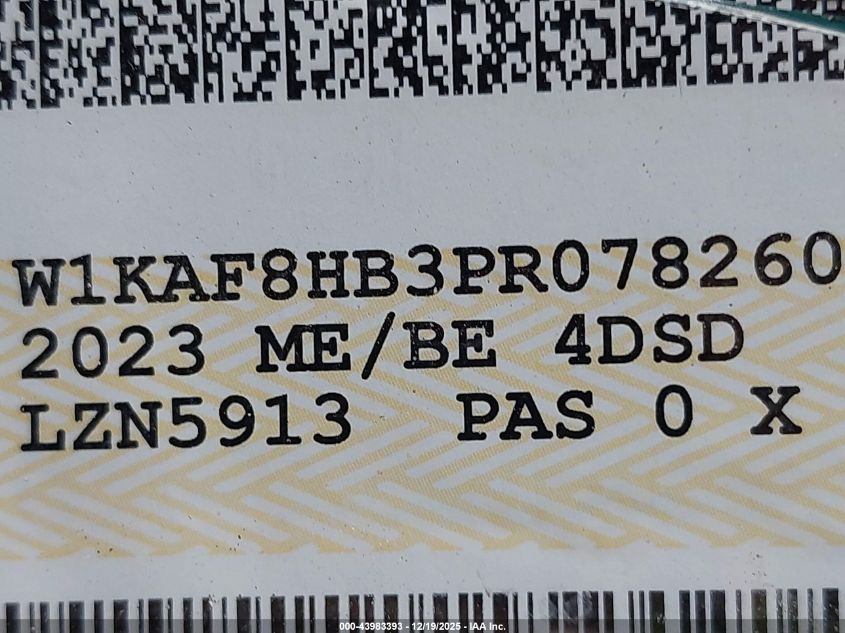 W1KAF8HB3PR078260
2023 ME/BE 4DSD
LZN5913 PAS 0 X
000-43983393 - 12/19/2025 - IAA Inc.